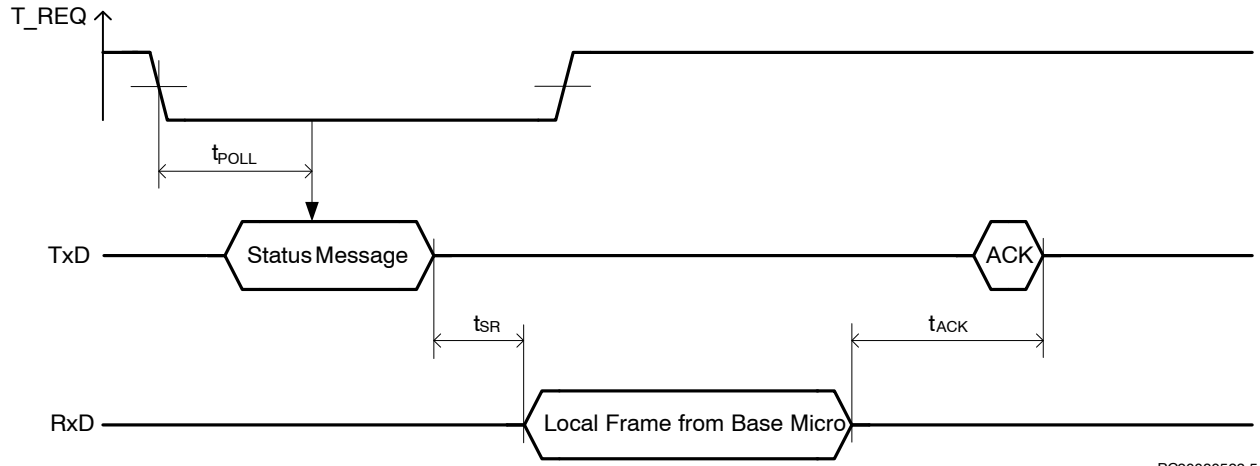 T_REQ
tPOLL
TxD
Status Message
ACK
tSR
tACK
RxD
Local Frame from Base Micro